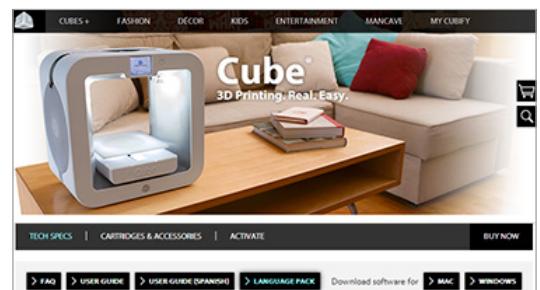 CUBES + FASHION DÉCOR KIDS ENTERTAINMENT MANCAVE MY CUBIFY
Cube®
3D Printing. Real. Easy.
TECH SPECS | CARTRIDGES & ACCESSORIES | ACTIVATE BUY NOW
> FAQ > USER GUIDE > USER GUIDE (SPANISH) > LANGUAGE PACK Download software for > MAC > WINDOWS